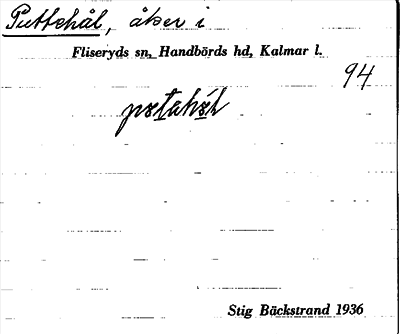 Puttehål, åker i
Fliseryds sn, Handbörds hd, Kalmar l.
94
Stig Bäckstrand 1936